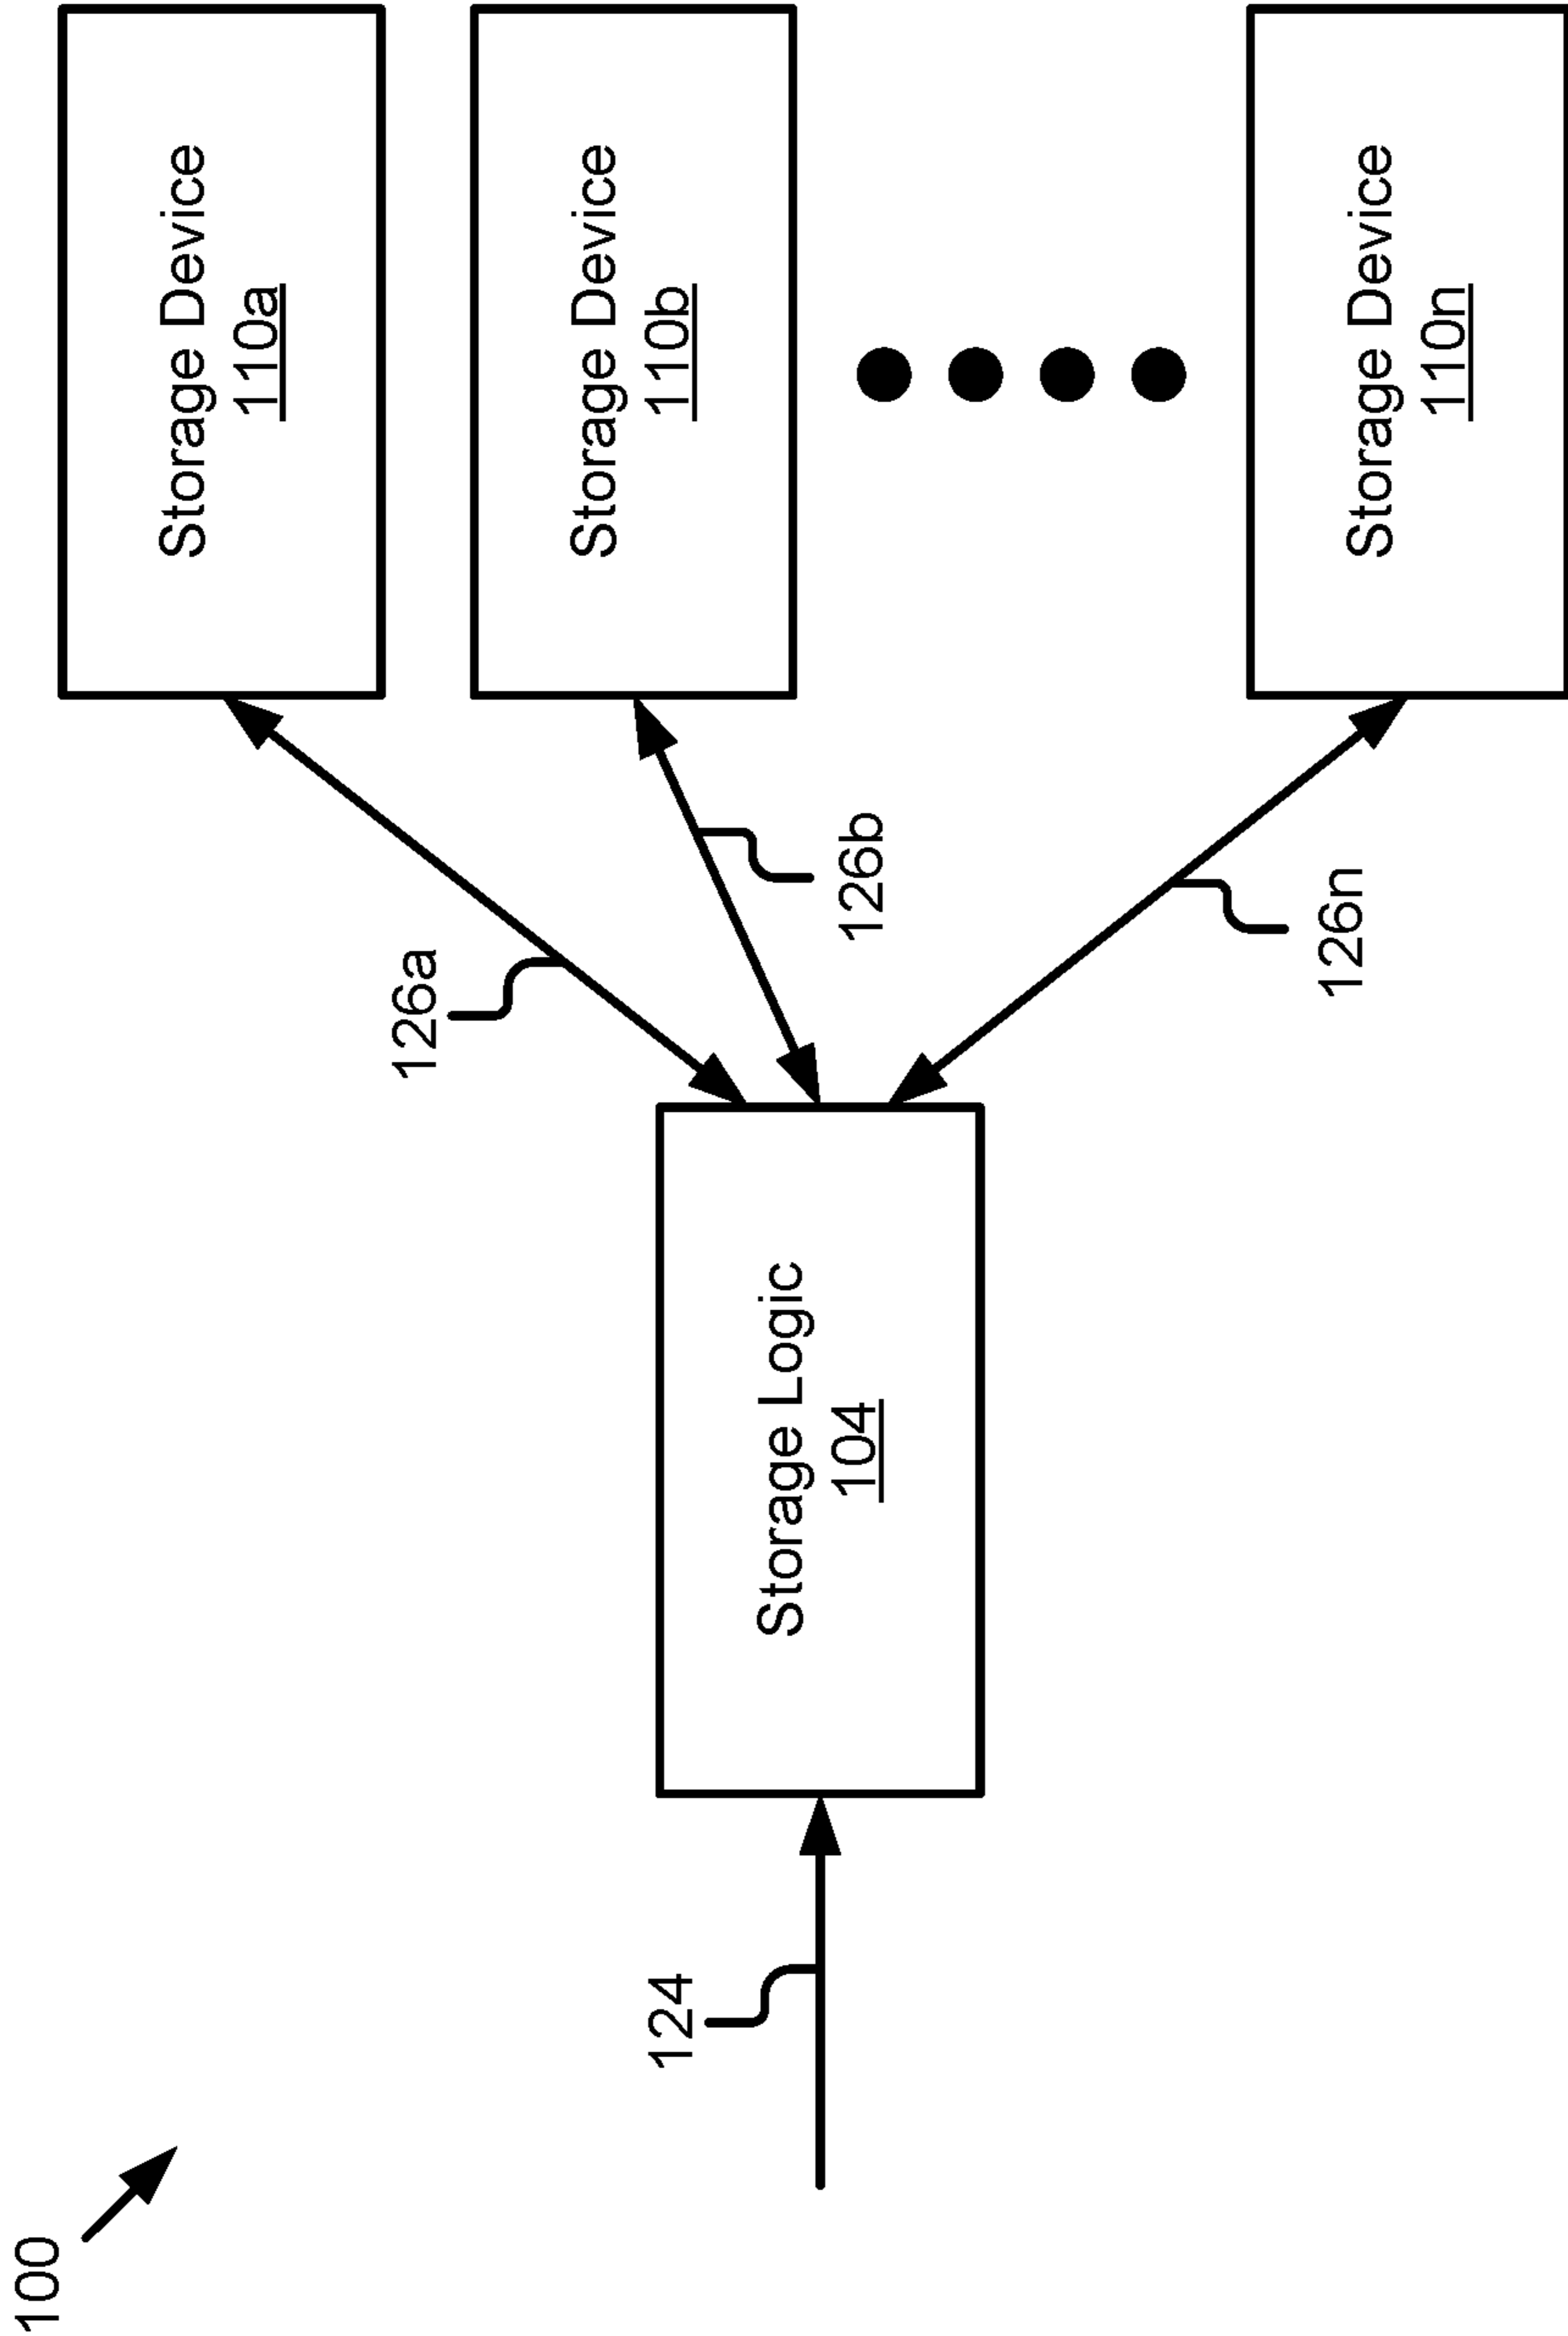 100
124
Storage Logic
104
126a
126b
126n
Storage Device
110a
Storage Device
110b
Storage Device
110n